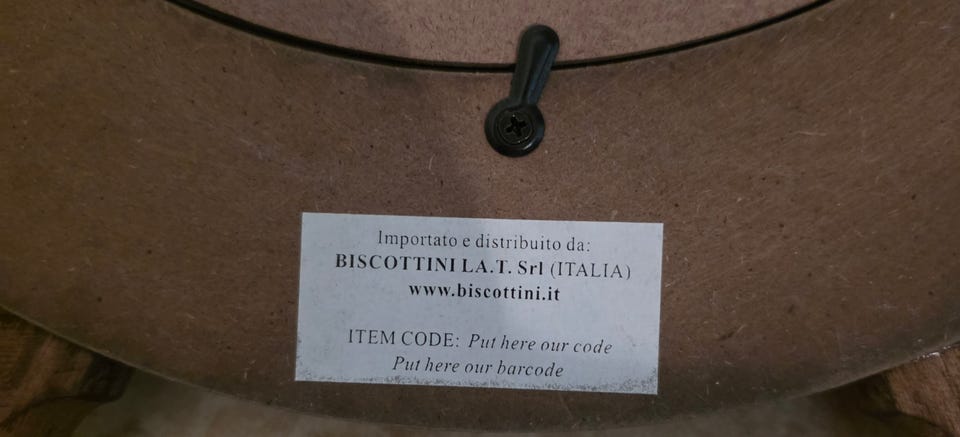 Importato e distribuito da:
BISCOTTINI I.A.T. Srl (ITALIA)
www.biscottini.it
ITEM CODE: Put here our code
Put here our barcode